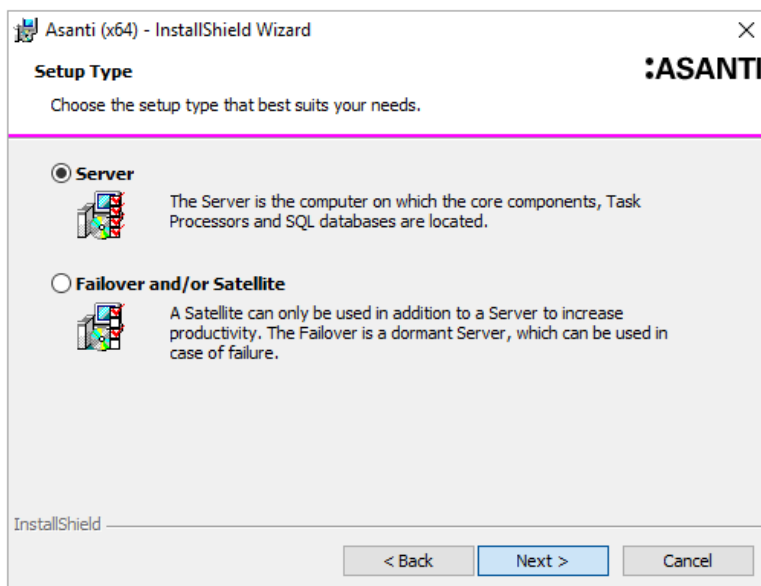 Asanti (x64) - InstallShield Wizard
Setup Type
:ASANTI
Choose the setup type that best suits your needs.
Server
The Server is the computer on which the core components, Task
Processors and SQL databases are located.
Failover and/or Satellite
A Satellite can only be used in addition to a Server to increase
productivity. The Failover is a dormant Server, which can be used in
case of failure.
InstallShield
< Back
Next >
Cancel